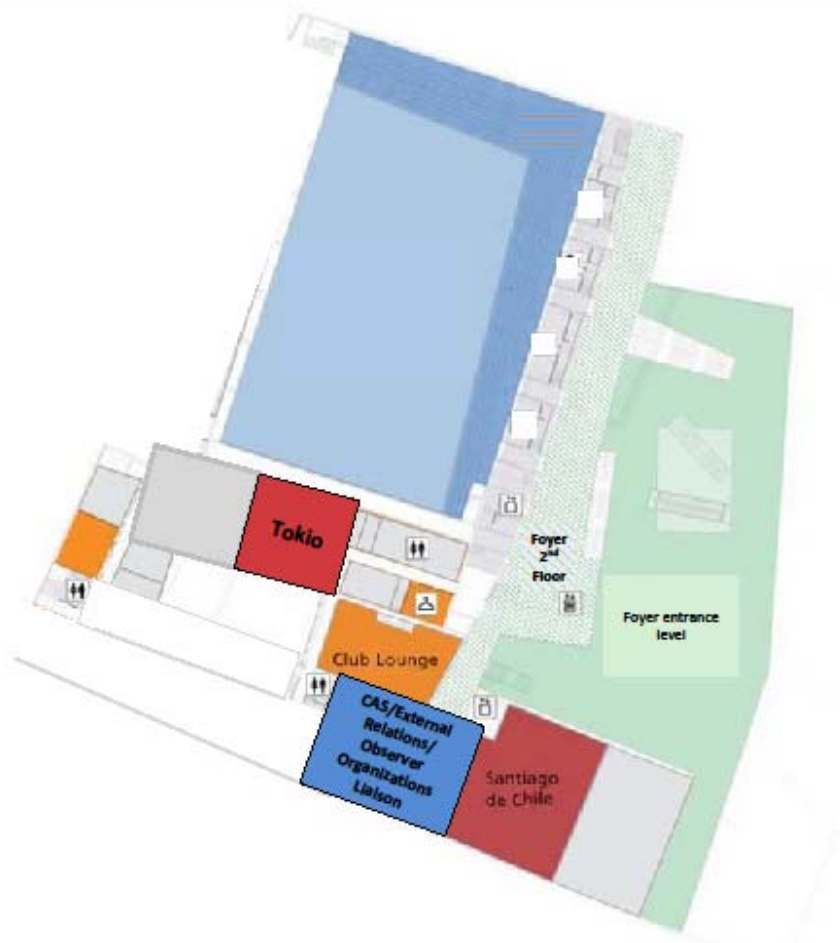 Tokio
Foyer
2nd
Floor
Foyer entrance
level
Club Lounge
CAS/External
Relations/
Observer
Organizations
Liaison
Santiago
de Chile